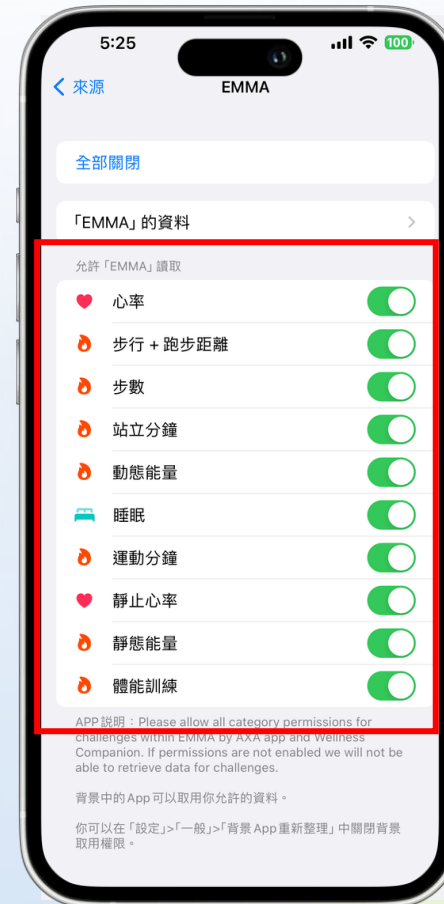 5:25
100
來源
EMMA
全部關閉
「EMMA」的資料
允許「EMMA」讀取
心率
步行 + 跑步距離
步數
站立分鐘
動態能量
睡眠
運動分鐘
靜止心率
靜態能量
體能訓練
APP 説明：Please allow all category permissions for
challenges within EMMA by AXA app and Wellness
Companion. If permissions are not enabled we will not be
able to retrieve data for challenges.
背景中的 App 可以取用你允許的資料。
你可以在「設定」>「一般」>「背景 App 重新整理」中關閉背景
取用權限。